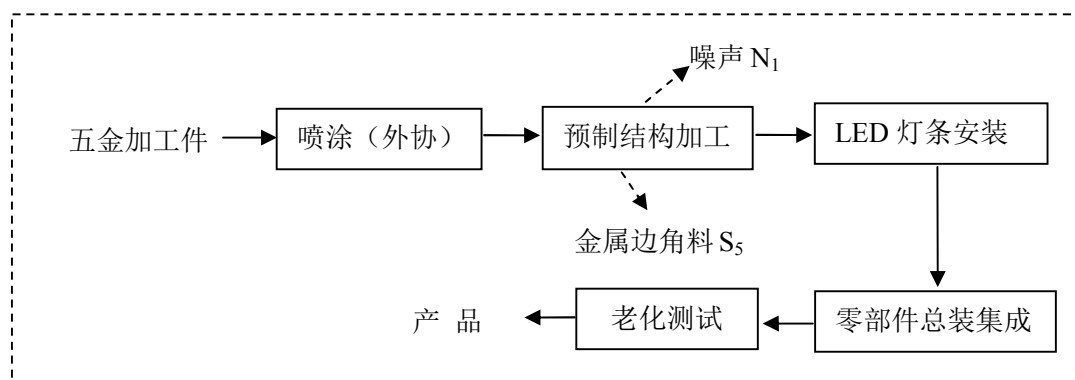 噪声 N₁
五金加工件
喷涂（外协）
预制结构加工
LED 灯条安装
金属边角料 S₅
产 品
老化测试
零部件总装集成